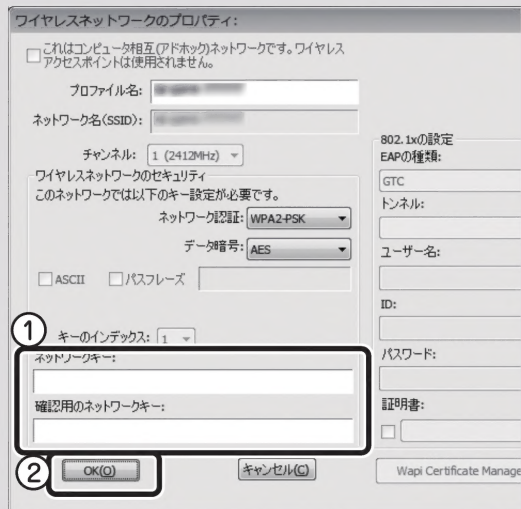 ワイヤレスネットワークのプロパティ:
これはコンピュータ相互(アドホック)ネットワークです。ワイヤレス
アクセスポイントは使用されません。
プロファイル名:
ネットワーク名(SSID):
チャンネル: 1 (2412MHz)
ワイヤレスネットワークのセキュリティ
このネットワークでは以下のキー設定が必要です。
ネットワーク認証: WPA2-PSK
データ暗号: AES
ASCII パスフレーズ
キーのインデックス: 1
① 
ネットワークキー:
確認用のネットワークキー:
② OK(O) キャンセル(C)
802.1xの設定
EAPの種類:
GTC
トンネル:
ユーザー名:
ID:
パスワード:
証明書:
Wapi Certificate Manage